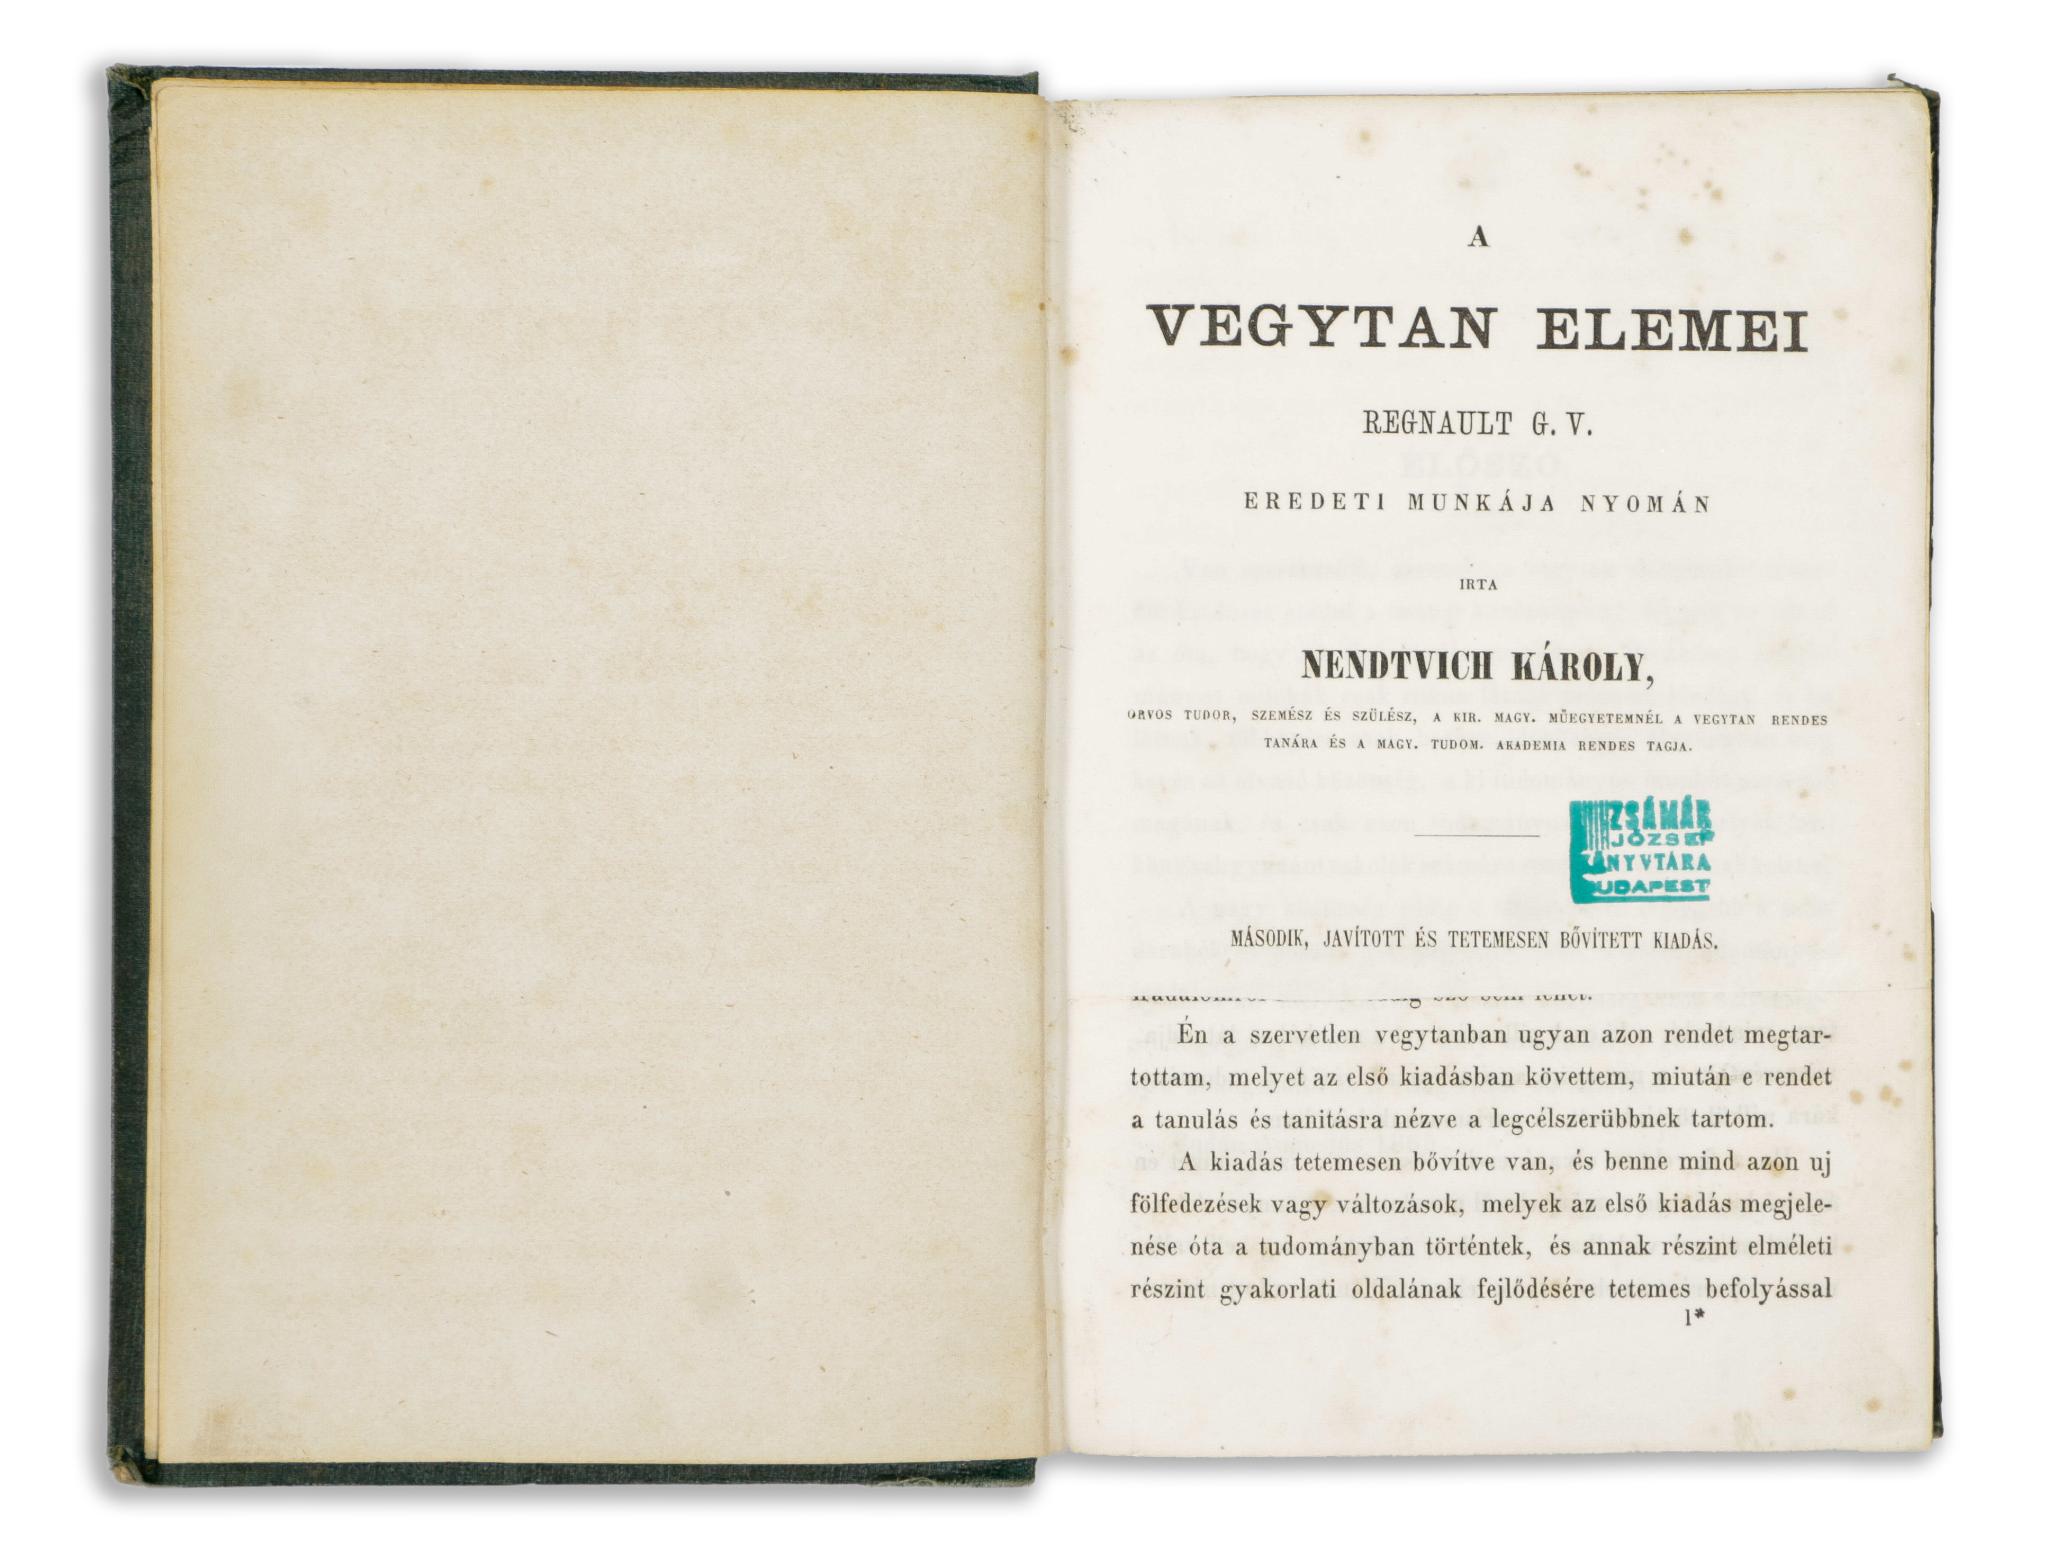 A
VEGYTAN ELEMEI
REGNAULT G. V.
EREDETI MUNKÁJA NYOMÁN
IRTA
NENDTVICH KÁROLY,
ORVOS TUDOR, SZEMÉSZ ÉS SZÜLÉSZ, A KIR. MAGY. MŰEGYETEMNÉL A VEGYTAN RENDES
TANÁRA ÉS A MAGY. TUDOM. AKADEMIA RENDES TAGJA.
ZSÁMÁR
JÓZSEF
KÖNYVTÁRA
BUDAPEST
MÁSODIK, JAVÍTOTT ÉS TETEMESEN BŐVÍTETT KIADÁS.
szó sem lehet.
Én a szervetlen vegytanban ugyan azon rendet megtar-
tottam, melyet az első kiadásban követtem, miután e rendet
a tanulás és tanitásra nézve a legcélszerübbnek tartom.
A kiadás tetemesen bővítve van, és benne mind azon uj
fölfedezések vagy változások, melyek az első kiadás megjele-
nése óta a tudományban történtek, és annak részint elméleti
részint gyakorlati oldalának fejlődésére tetemes befolyással
1*